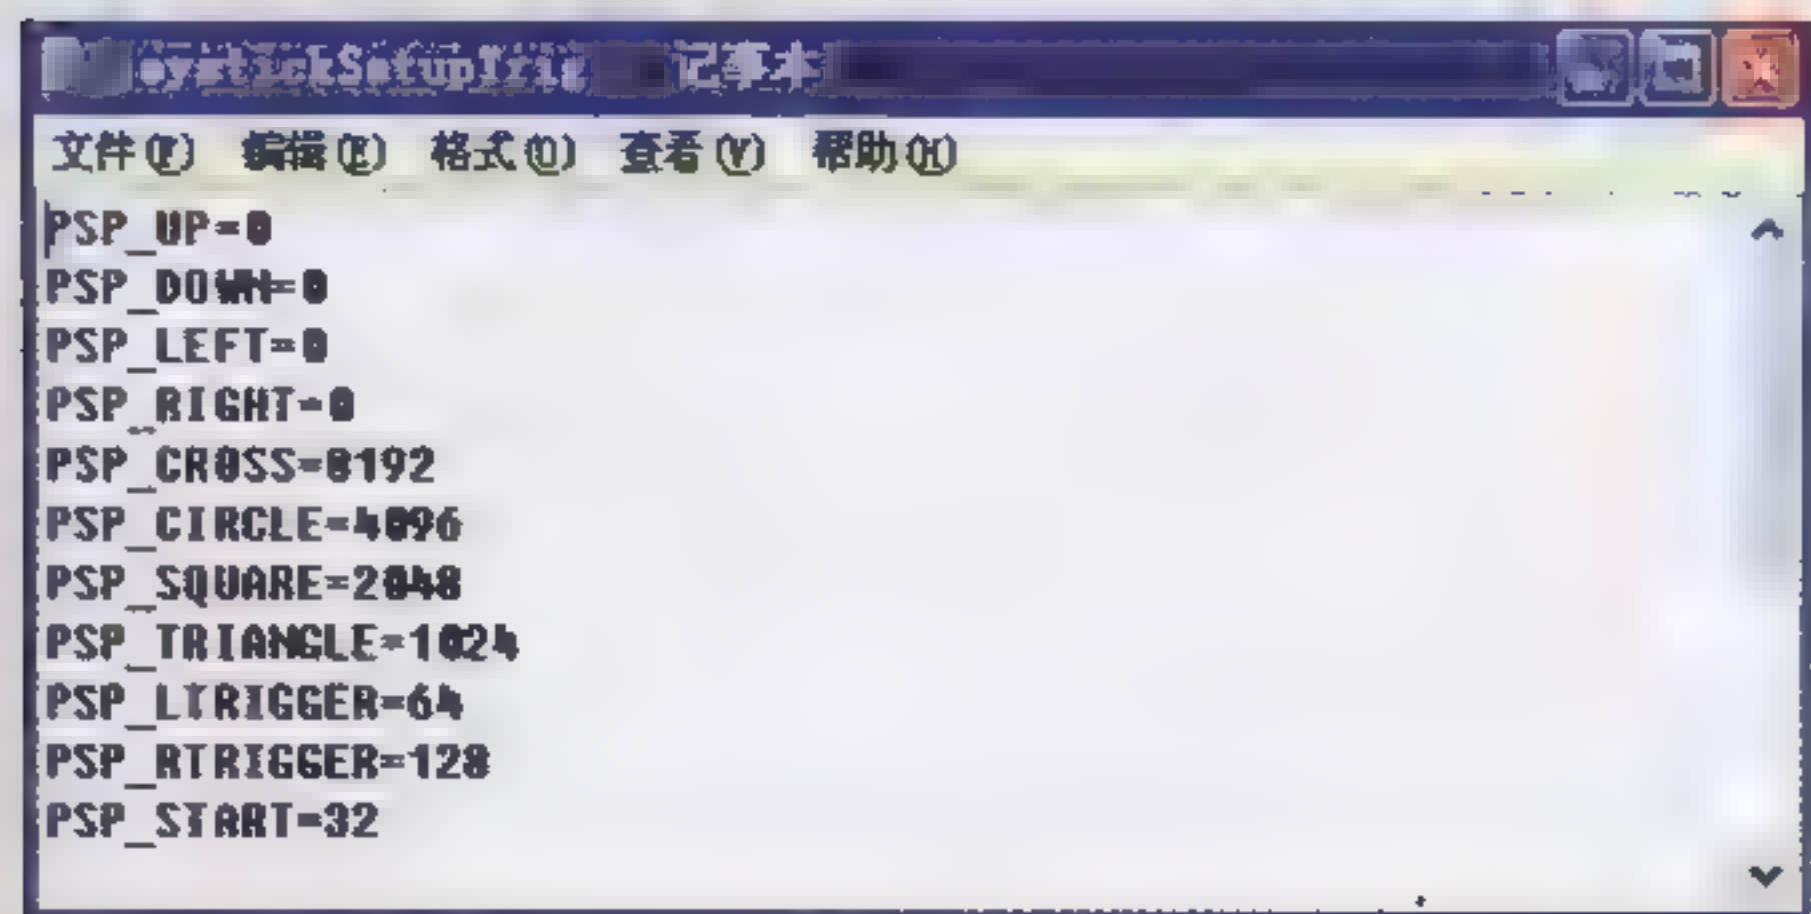 记事本
文件(F) 编辑(E) 格式(O) 查看(V) 帮助(H)
PSP_UP=0
PSP_DOWN=0
PSP_LEFT=0
PSP_RIGHT=0
PSP_CROSS=8192
PSP_CIRCLE=4096
PSP_SQUARE=2048
PSP_TRIANGLE=1024
PSP_LTRIGGER=64
PSP_RTRIGGER=128
PSP_START=32